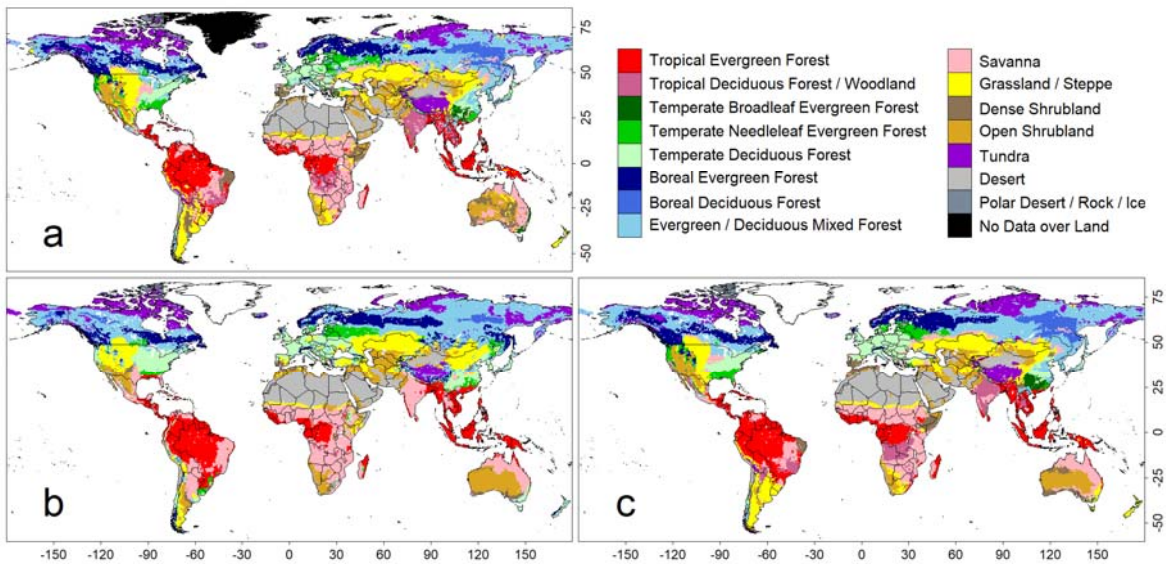 a
75
50
25
0
-25
-50
Tropical Evergreen Forest
Tropical Deciduous Forest / Woodland
Temperate Broadleaf Evergreen Forest
Temperate Needleleaf Evergreen Forest
Temperate Deciduous Forest
Boreal Evergreen Forest
Boreal Deciduous Forest
Evergreen / Deciduous Mixed Forest
Savanna
Grassland / Steppe
Dense Shrubland
Open Shrubland
Tundra
Desert
Polar Desert / Rock / Ice
No Data over Land
b
c
75
50
25
0
-25
-50
-150 -120 -90 -60 -30 0 30 60 90 120 150
-150 -120 -90 -60 -30 0 30 60 90 120 150